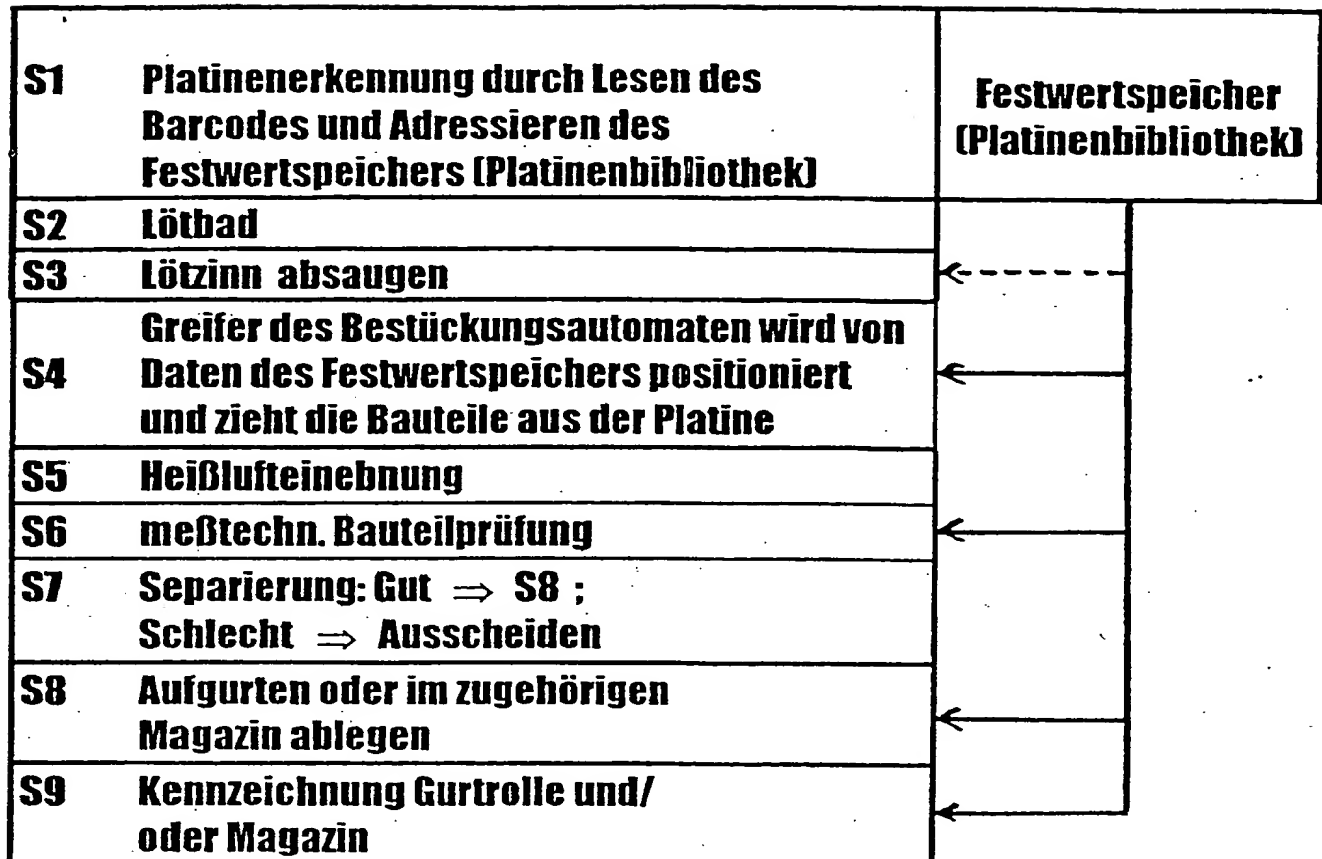 S1 Platinenerkennung durch Lesen des
Barcodes und Adressieren des
Festwertspeichers (Platinenbibliothek)
Festwertspeicher
(Platinenbibliothek)
S2 Lötbad
S3 Lötzinn absaugen
Greifer des Bestückungsautomaten wird von
S4 Daten des Festwertspeichers positioniert
und zieht die Bauteile aus der Platine
S5 Heißlufteinebnung
S6 meßtechn. Bauteilprüfung
S7 Separierung: Gut ⇒ S8 ;
Schlecht ⇒ Ausscheiden
S8 Aufgurten oder im zugehörigen
Magazin ablegen
S9 Kennzeichnung Gurtrolle und/
oder Magazin